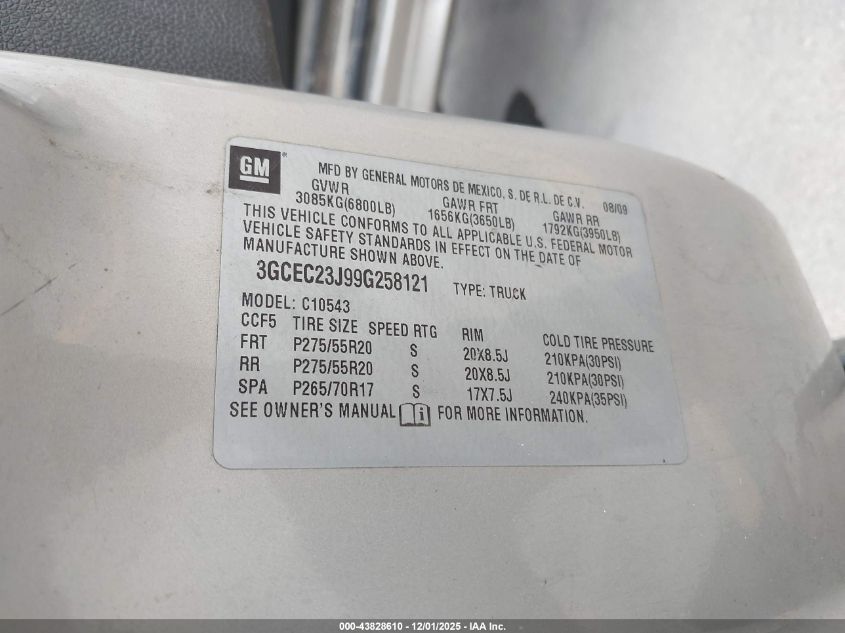 GM
MFD BY GENERAL MOTORS DE MEXICO, S. DE R.L. DE C.V. 08/09
GVWR GAWR FRT GAWR RR
3085KG(6800LB) 1656KG(3650LB) 1792KG(3950LB)
THIS VEHICLE CONFORMS TO ALL APPLICABLE U.S. FEDERAL MOTOR
VEHICLE SAFETY STANDARDS IN EFFECT ON THE DATE OF
MANUFACTURE SHOWN ABOVE.
3GCEC23J99G258121 TYPE: TRUCK
MODEL: C10543
CCF5 TIRE SIZE SPEED RTG RIM COLD TIRE PRESSURE
FRT P275/55R20 S 20X8.5J 210KPA(30PSI)
RR P275/55R20 S 20X8.5J 210KPA(30PSI)
SPA P265/70R17 S 17X7.5J 240KPA(35PSI)
SEE OWNER'S MANUAL i FOR MORE INFORMATION.
000-43828610 - 12/01/2025 - IAA Inc.